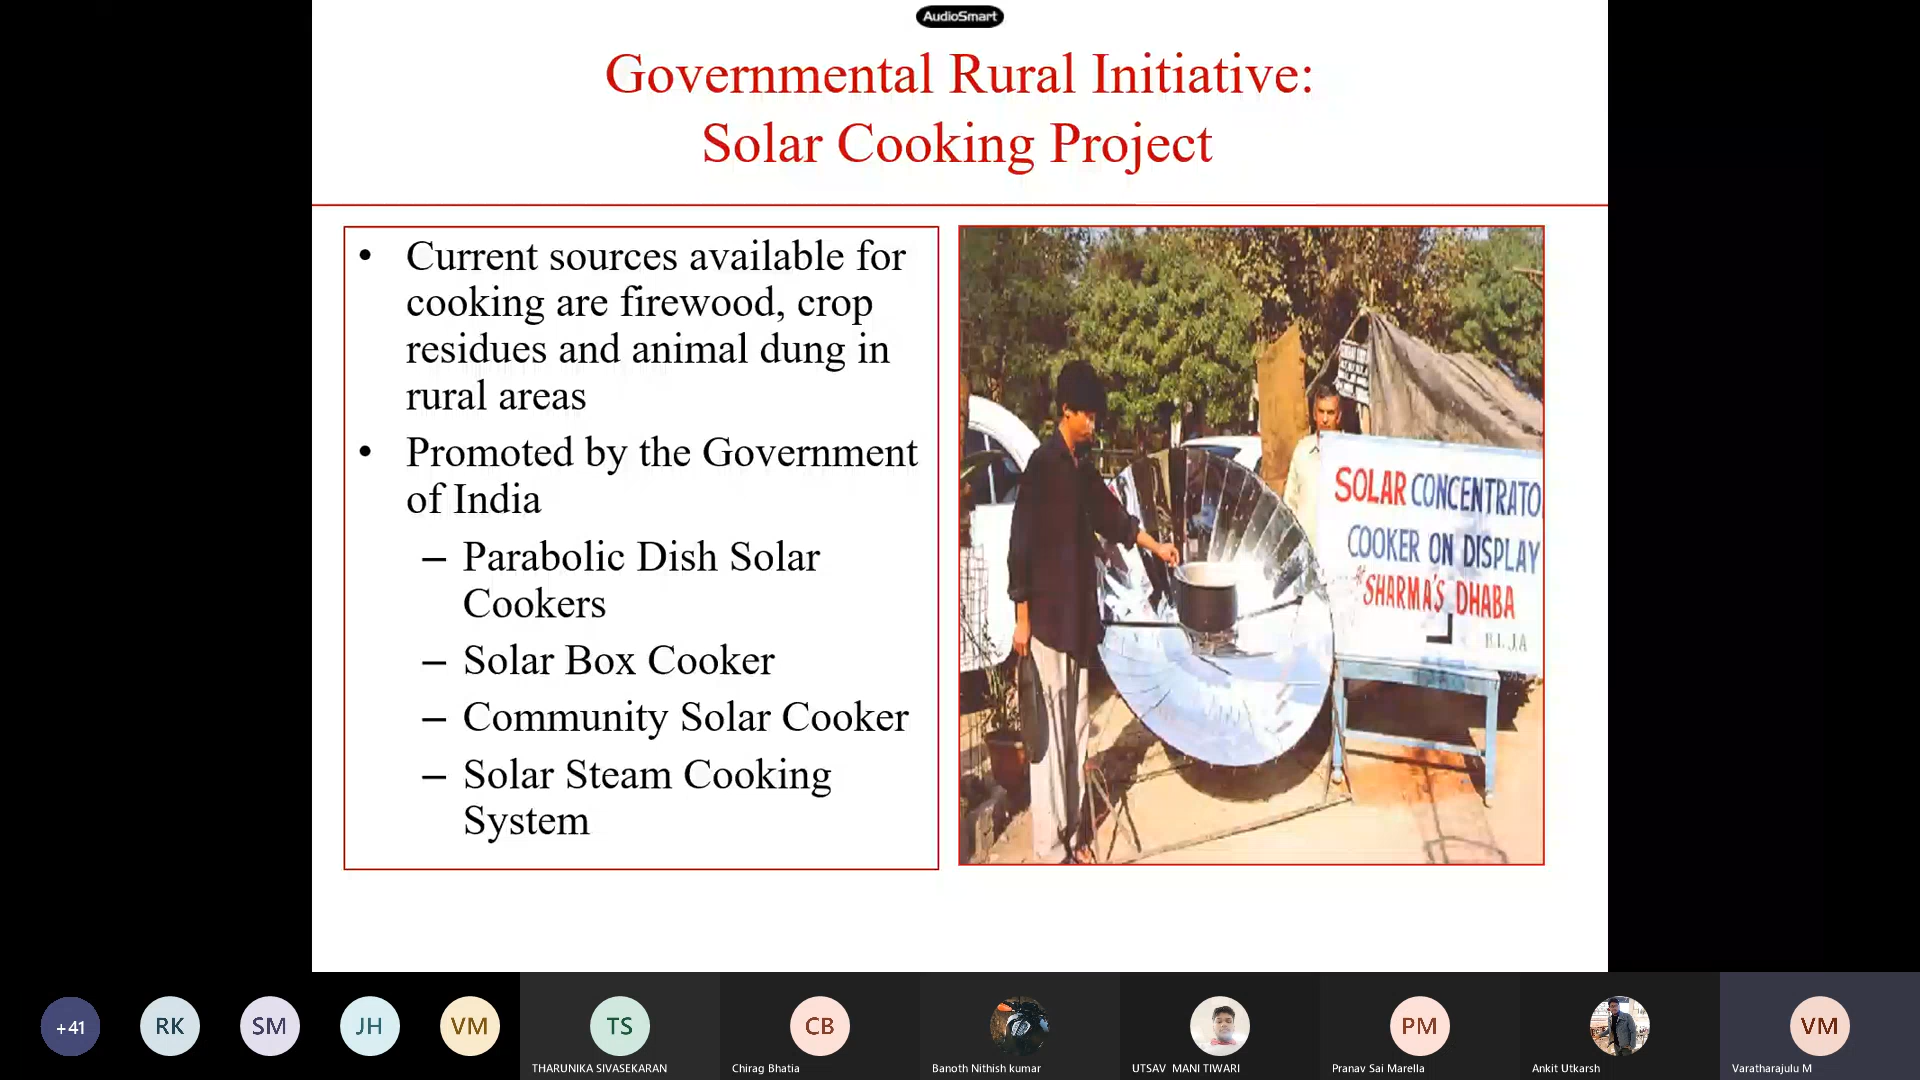 AudioSmart
Governmental Rural Initiative:
Solar Cooking Project
• Current sources available for
cooking are firewood, crop
residues and animal dung in
rural areas
• Promoted by the Government
of India
– Parabolic Dish Solar
Cookers
– Solar Box Cooker
– Community Solar Cooker
– Solar Steam Cooking
System
SOLAR CONCENTRATO
COOKER ON DISPLAY
SHARMA'S DHABA
+41
RK
SM
JH
VM
TS
THARUNIKA SIVASEKARAN
CB
Chirag Bhatia
Banoth Nithish kumar
UTSAV MANI TIWARI
PM
Pranav Sai Marella
Ankit Utkarsh
VM
Varatharajulu M